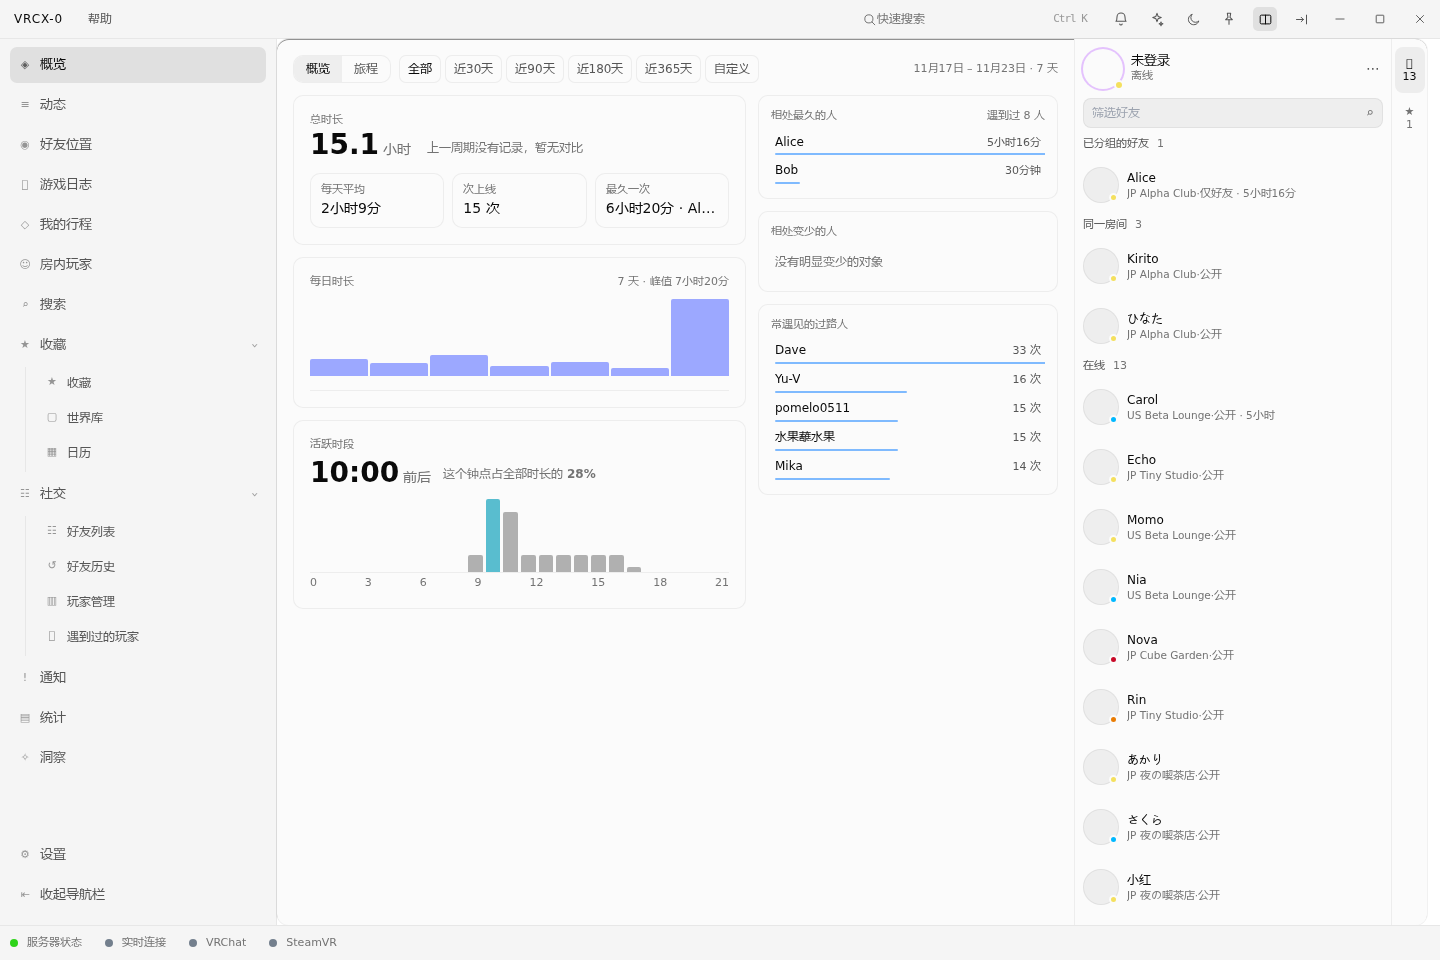 VRCX-0
帮助
快速搜索
Ctrl K
概览
动态
好友位置
游戏日志
我的行程
房内玩家
搜索
收藏
收藏
世界库
日历
社交
好友列表
好友历史
玩家管理
遇到过的玩家
通知
统计
洞察
设置
收起导航栏
概览
旅程
全部
近30天
近90天
近180天
近365天
自定义
11月17日 – 11月23日 · 7 天
总时长
15.1 小时 上一周期没有记录，暂无对比
每天平均
2小时9分
次上线
15 次
最久一次
6小时20分 · Al…
每日时长
7 天 · 峰值 7小时20分
活跃时段
10:00 前后 这个钟点占全部时长的 28%
0 3 6 9 12 15 18 21
相处最久的人
遇到过 8 人
Alice 5小时16分
Bob 30分钟
相处变少的人
没有明显变少的对象
常遇见的过路人
Dave 33 次
Yu-V 16 次
pomelo0511 15 次
水果蘸水果 15 次
Mika 14 次
未登录
离线
筛选好友
已分组的好友 1
Alice
JP Alpha Club·仅好友 · 5小时16分
同一房间 3
Kirito
JP Alpha Club·公开
ひなた
JP Alpha Club·公开
在线 13
Carol
US Beta Lounge·公开 · 5小时
Echo
JP Tiny Studio·公开
Momo
US Beta Lounge·公开
Nia
US Beta Lounge·公开
Nova
JP Cube Garden·公开
Rin
JP Tiny Studio·公开
あかり
JP 夜の喫茶店·公开
さくら
JP 夜の喫茶店·公开
小红
JP 夜の喫茶店·公开
13
1
服务器状态
实时连接
VRChat
SteamVR